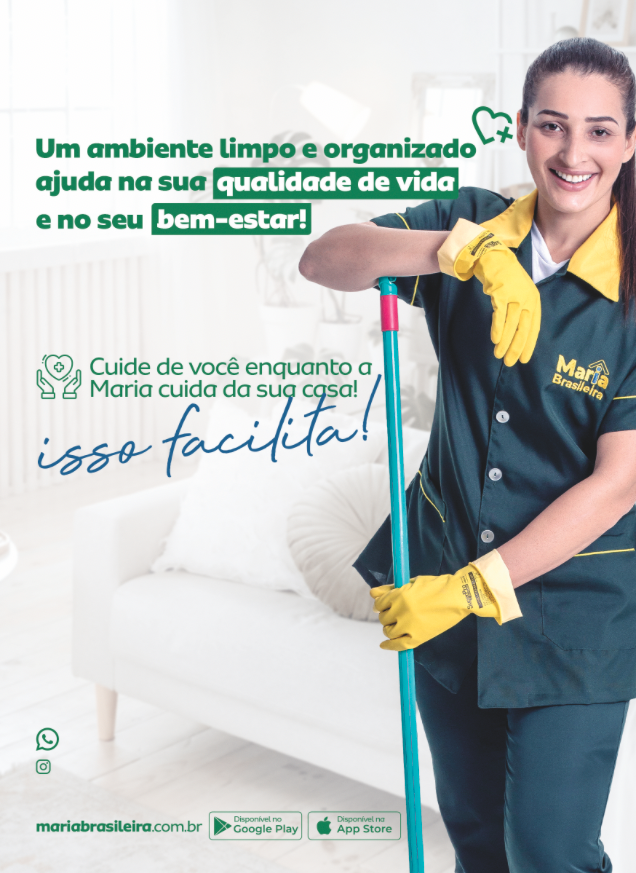 Um ambiente limpo e organizado
ajuda na sua qualidade de vida
e no seu bem-estar!
Cuide de você enquanto a
Maria cuida da sua casa!
isso facilita!
Maria
Brasileira
mariabrasileira.com.br
Disponível no
Google Play
Disponível na
App Store